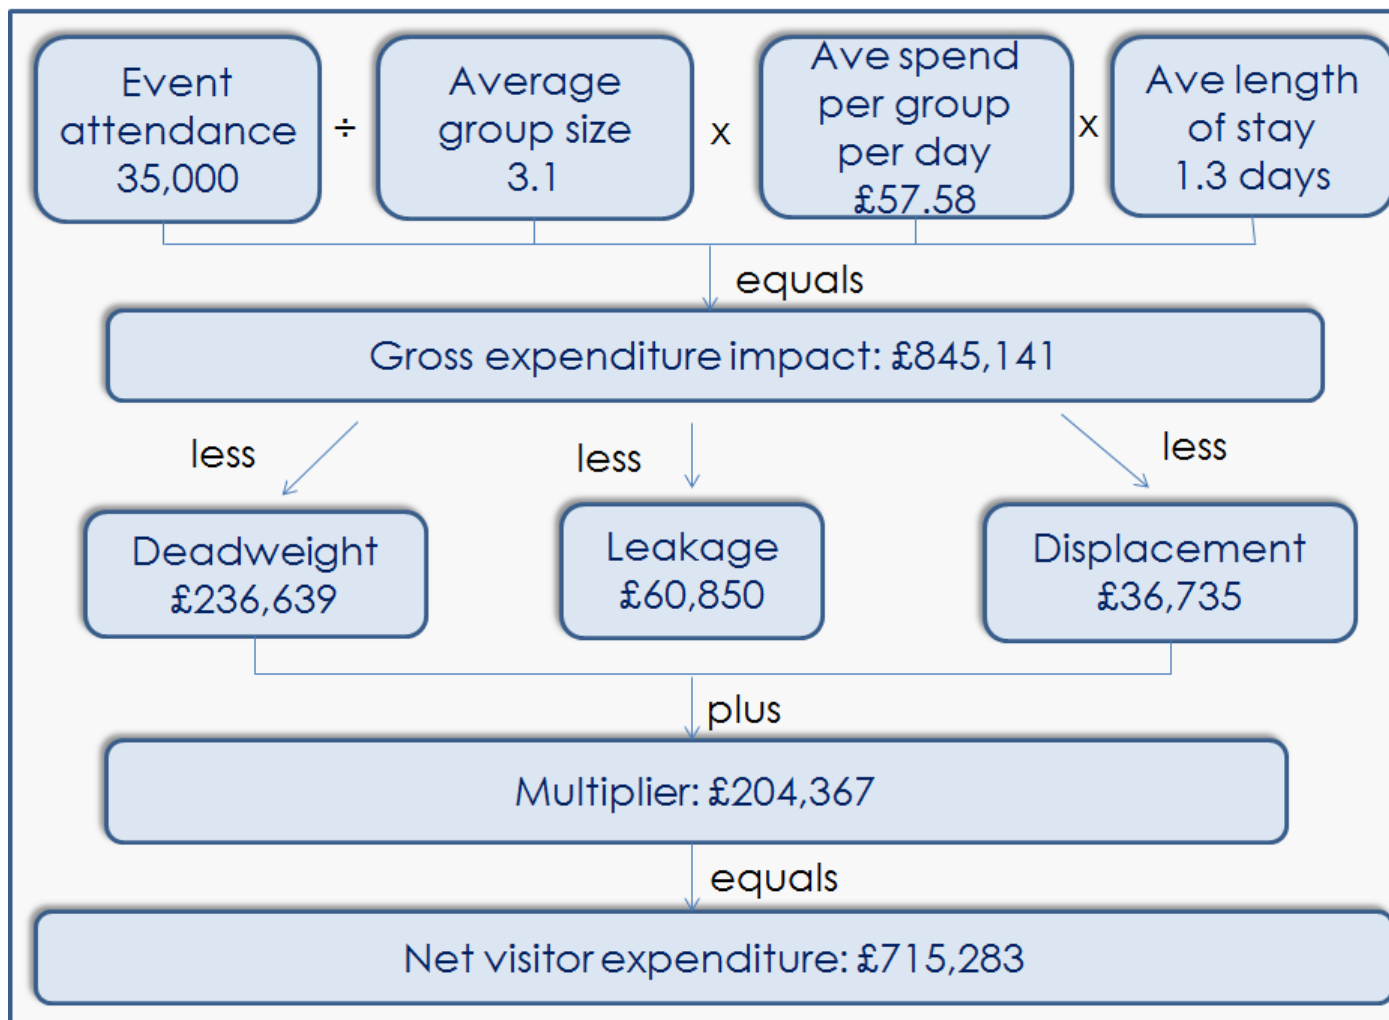 Event
attendance
35,000
÷
Average
group size
3.1
x
Ave spend
per group
per day
£57.58
x
Ave length
of stay
1.3 days
equals
Gross expenditure impact: £845,141
less
less
less
Deadweight
£236,639
Leakage
£60,850
Displacement
£36,735
plus
Multiplier: £204,367
equals
Net visitor expenditure: £715,283